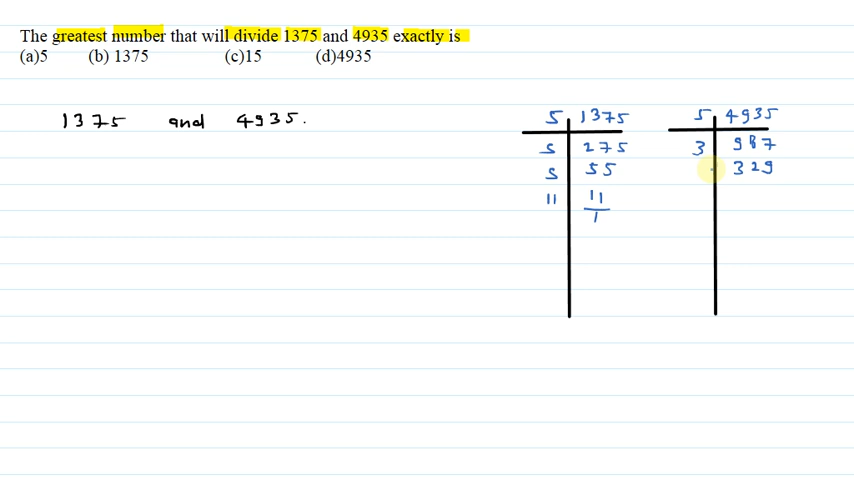 The greatest number that will divide 1375 and 4935 exactly is
(a)5 (b) 1375 (c)15 (d)4935
1375 and 4935.
5 1375 5 4935
5 275 3 987
5 55 329
11 11
1